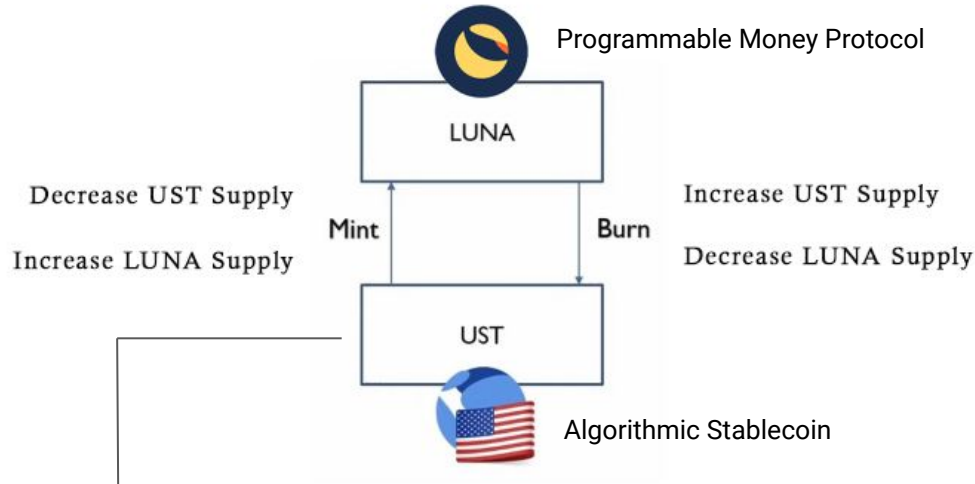 Programmable Money Protocol
LUNA
Decrease UST Supply
Increase LUNA Supply
Mint
Burn
Increase UST Supply
Decrease LUNA Supply
UST
Algorithmic Stablecoin